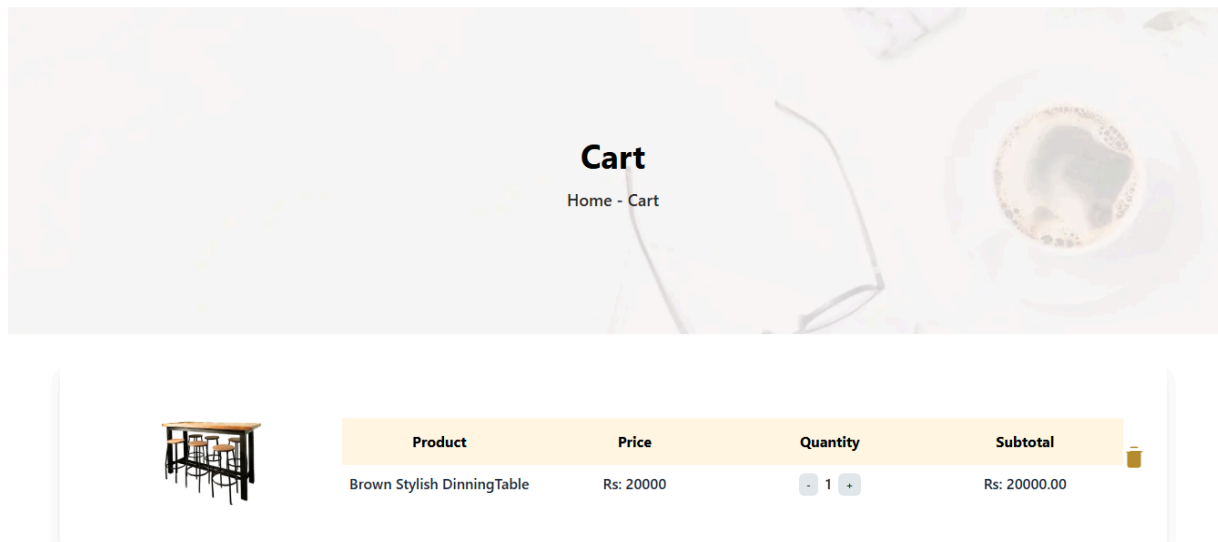 Cart
Home - Cart
Product Price Quantity Subtotal
Brown Stylish DinningTable Rs: 20000 - 1 + Rs: 20000.00